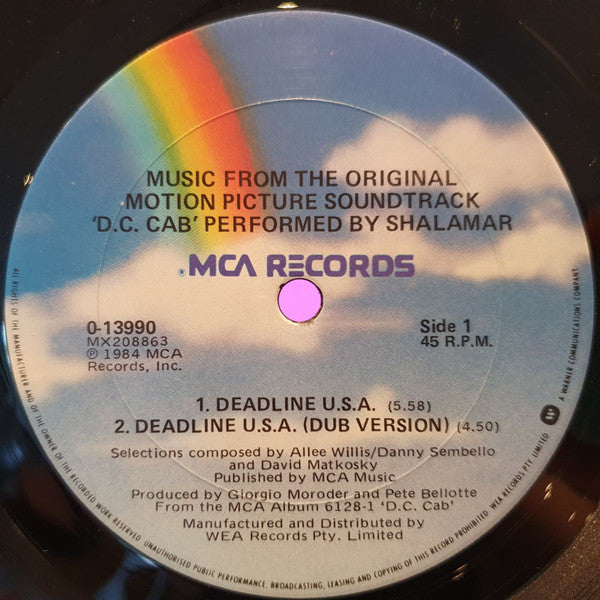 MUSIC FROM THE ORIGINAL
MOTION PICTURE SOUNDTRACK
'D.C. CAB' PERFORMED BY SHALAMAR
MCA RECORDS
0-13990
MX208863
℗ 1984 MCA
Records, Inc.
Side 1
45 R.P.M.
1. DEADLINE U.S.A. (5.58)
2. DEADLINE U.S.A. (DUB VERSION) (4.50)
Selections composed by Allee Willis/Danny Sembello
and David Matkosky
Published by MCA Music
Produced by Giorgio Moroder and Pete Bellotte
From the MCA Album 6128-1 'D.C. Cab'
Manufactured and Distributed by
WEA Records Pty. Limited
ALL RIGHTS OF THE MANUFACTURER AND OF THE OWNER OF THE RECORDED WORK RESERVED. UNAUTHORISED PUBLIC PERFORMANCE, BROADCASTING, LEASING AND COPYING OF THIS RECORD PROHIBITED. WEA RECORDS PTY. LIMITED
A WARNER COMMUNICATIONS COMPANY